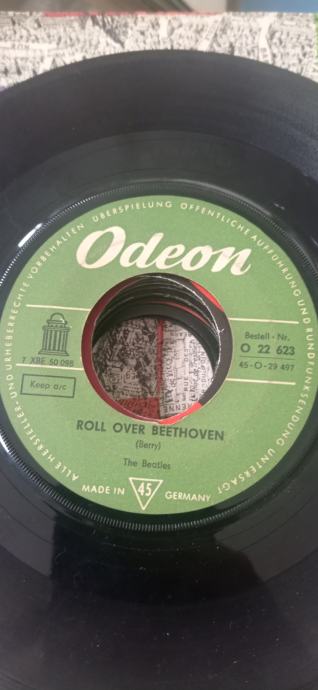 ALLE HERSTELLER- UND URHEBERRECHTE VORBEHALTEN ÜBERSPIELUNG ÖFFENTLICHE AUFFÜHRUNG UND RUNDFUNKSENDUNG UNTERSAGT
Odeon
7 XBE 50 098
Keep a/c
Bestell - Nr.
O 22 623
45 - O - 29 497
ROLL OVER BEETHOVEN
(Berry)
The Beatles
MADE IN 45 GERMANY